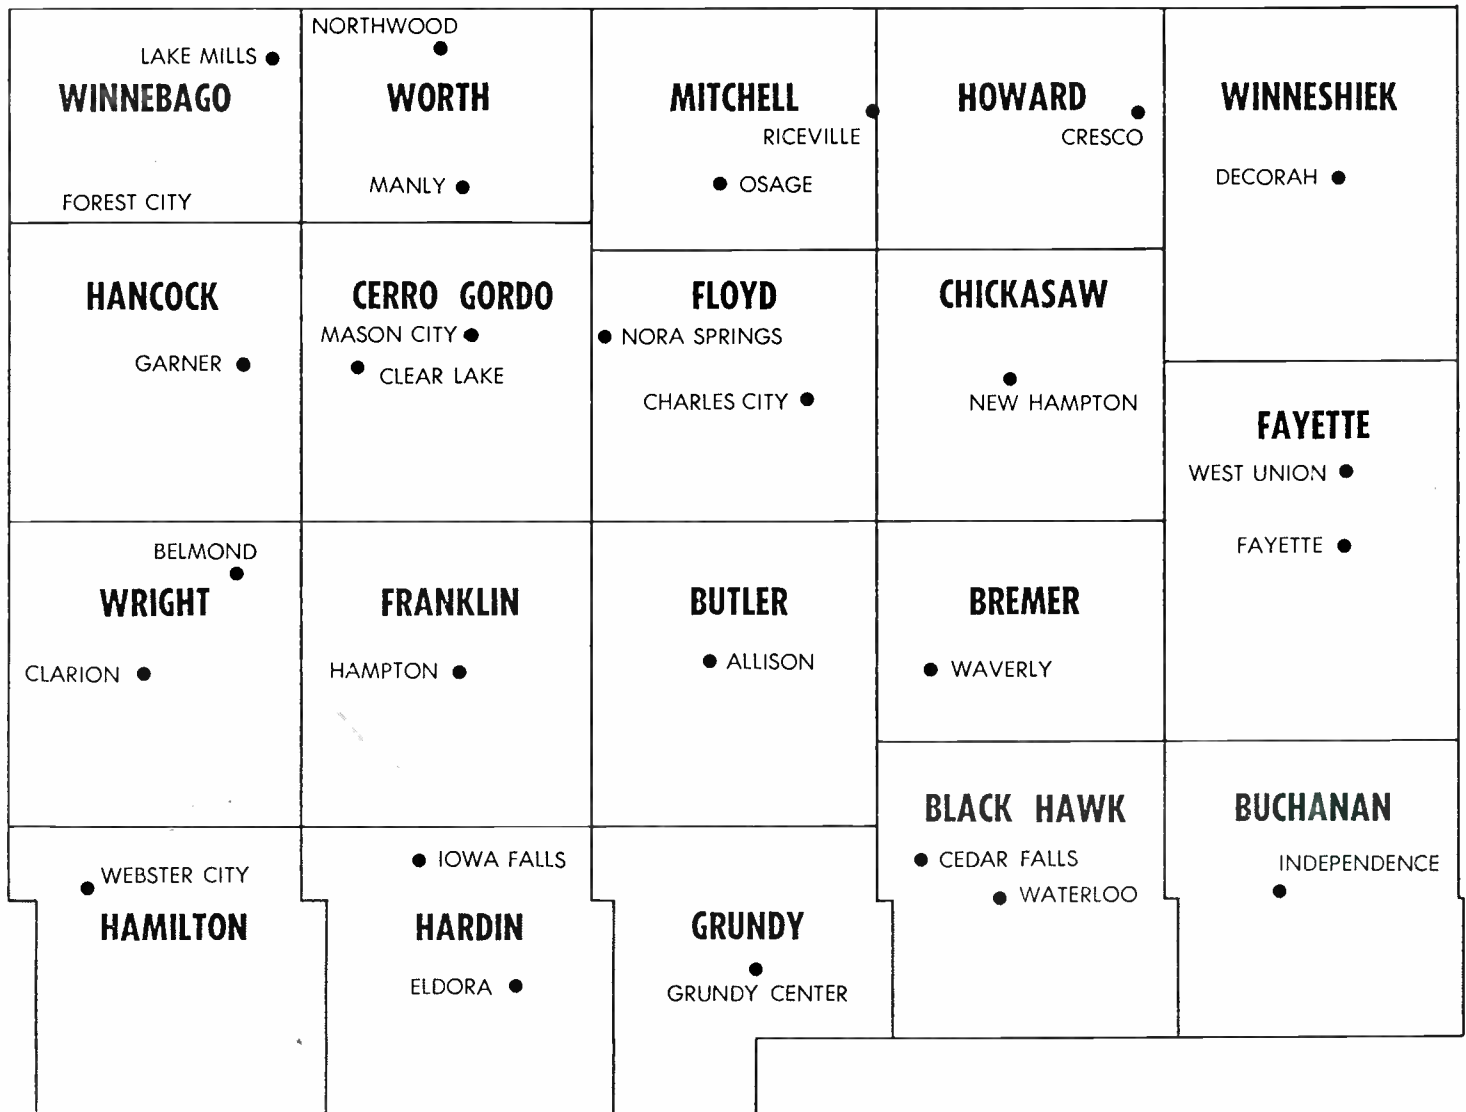 NORTHWOOD
LAKE MILLS
WINNEBAGO
WORTH
MITCHELL
HOWARD
WINNESHIEK
RICEVILLE
CRESCO
MANLY
OSAGE
DECORAH
FOREST CITY
HANCOCK
CERRO GORDO
FLOYD
CHICKASAW
MASON CITY
NORA SPRINGS
GARNER
CLEAR LAKE
CHARLES CITY
NEW HAMPTON
FAYETTE
WEST UNION
FAYETTE
BELMOND
WRIGHT
FRANKLIN
BUTLER
BREMER
CLARION
HAMPTON
ALLISON
WAVERLY
BLACK HAWK
BUCHANAN
IOWA FALLS
CEDAR FALLS
INDEPENDENCE
WEBSTER CITY
WATERLOO
HAMILTON
HARDIN
GRUNDY
ELDORA
GRUNDY CENTER